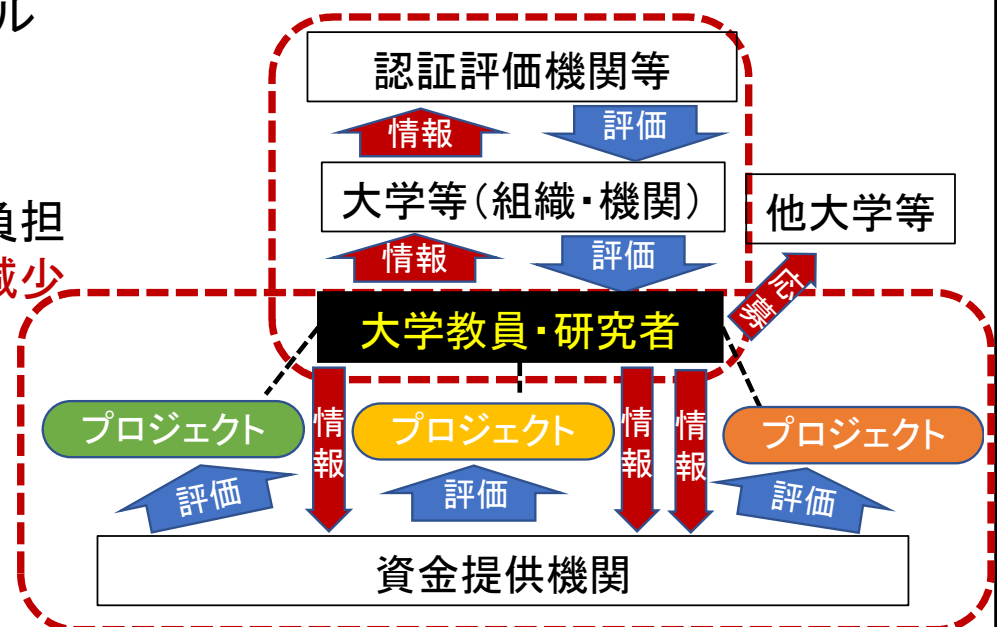 ル
認証評価機関等
情報
評価
大学等(組織・機関)
他大学等
負担
情報
評価
減少
応募
大学教員・研究者
プロジェクト
情報
プロジェクト
情報
情報
プロジェクト
評価
評価
評価
資金提供機関